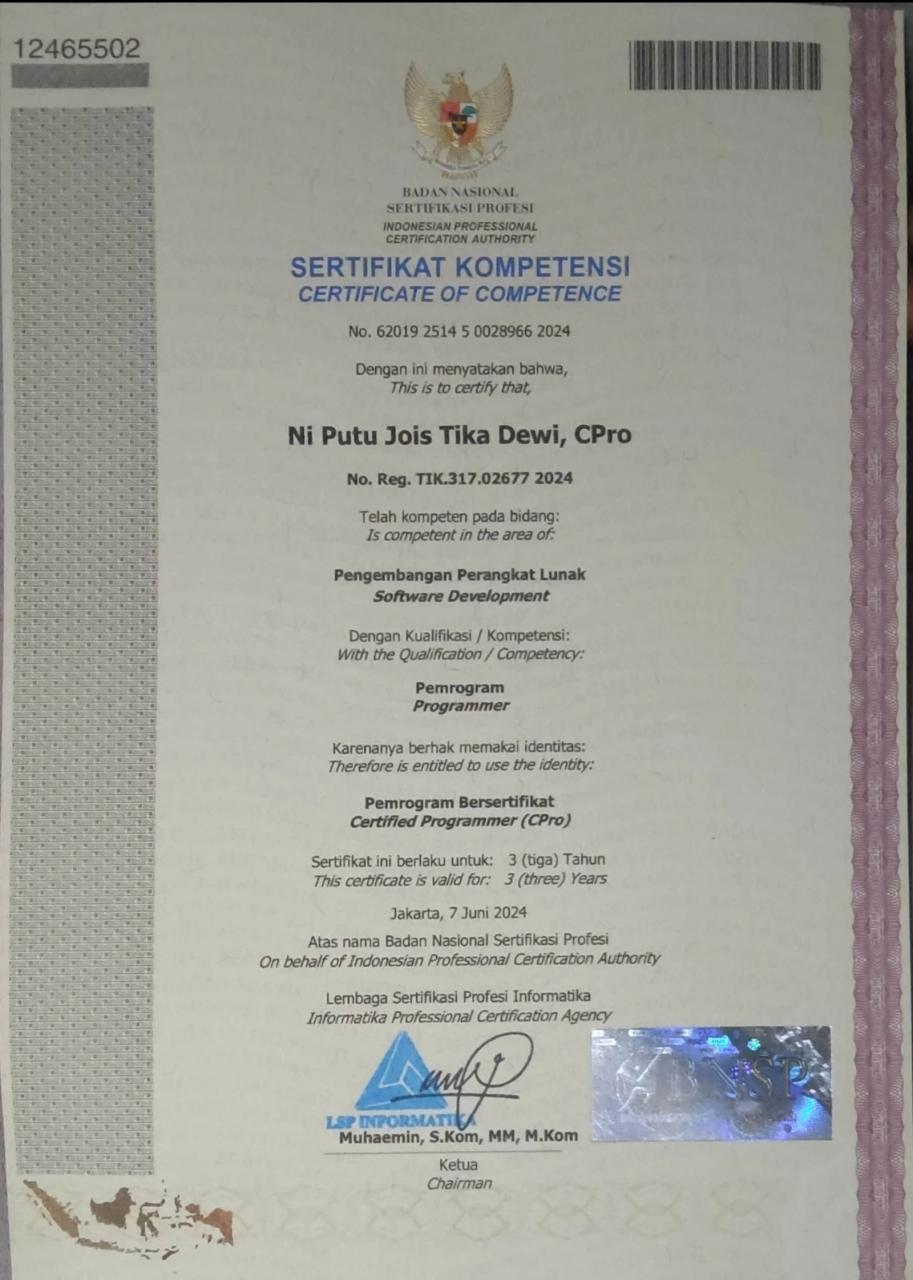 12465502
BADAN NASIONAL
SERTIFIKASI PROFESI
INDONESIAN PROFESSIONAL
CERTIFICATION AUTHORITY
SERTIFIKAT KOMPETENSI
CERTIFICATE OF COMPETENCE
No. 62019 2514 5 0028966 2024
Dengan ini menyatakan bahwa,
This is to certify that,
Ni Putu Jois Tika Dewi, CPro
No. Reg. TIK.317.02677 2024
Telah kompeten pada bidang:
Is competent in the area of:
Pengembangan Perangkat Lunak
Software Development
Dengan Kualifikasi / Kompetensi:
With the Qualification / Competency:
Pemrogram
Programmer
Karenanya berhak memakai identitas:
Therefore is entitled to use the identity:
Pemrogram Bersertifikat
Certified Programmer (CPro)
Sertifikat ini berlaku untuk: 3 (tiga) Tahun
This certificate is valid for: 3 (three) Years
Jakarta, 7 Juni 2024
Atas nama Badan Nasional Sertifikasi Profesi
On behalf of Indonesian Professional Certification Authority
Lembaga Sertifikasi Profesi Informatika
Informatika Professional Certification Agency
BNSP
LSP INFORMATIKA
Muhaemin, S.Kom, MM, M.Kom
Ketua
Chairman